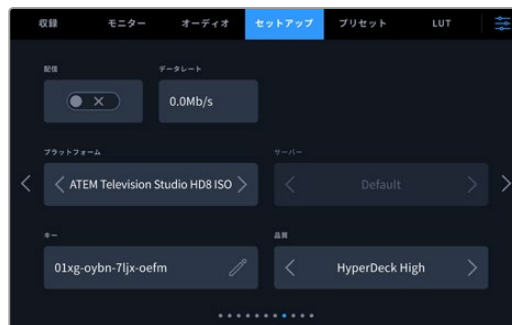 収録 モニター オーディオ セットアップ プリセット LUT
配信 データレート
0.0Mb/s
プラットフォーム サーバー
ATEM Television Studio HD8 ISO Default
キー 品質
01xg-oybn-7ljx-oefm HyperDeck High